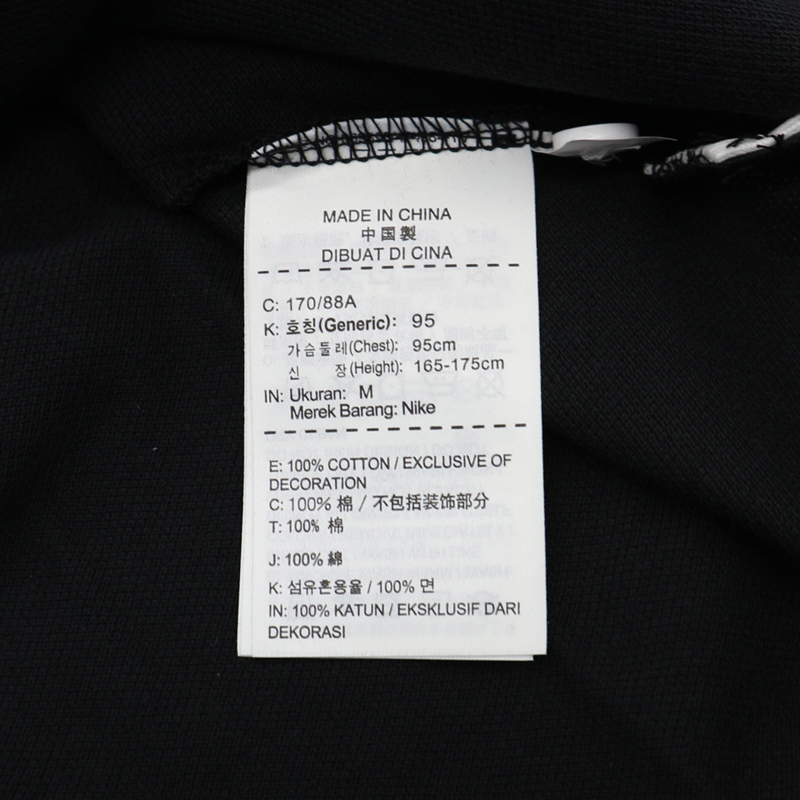 MADE IN CHINA
中国製
DIBUAT DI CINA
C: 170/88A
K: 호칭(Generic): 95
가슴둘레(Chest): 95cm
신 장(Height): 165-175cm
IN: Ukuran: M
Merek Barang: Nike
E: 100% COTTON / EXCLUSIVE OF
DECORATION
C: 100% 棉 / 不包括装饰部分
T: 100% 棉
J: 100% 綿
K: 섬유혼용율 / 100% 면
IN: 100% KATUN / EKSKLUSIF DARI
DEKORASI